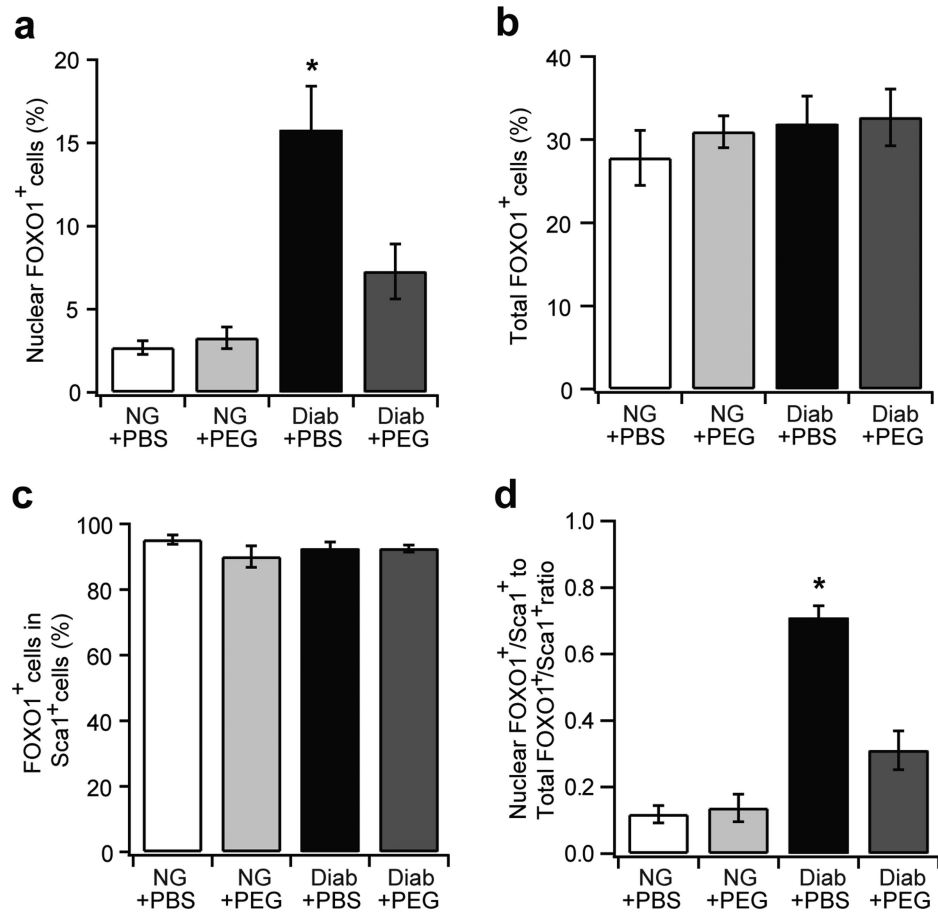 a
Nuclear FOXO1+ cells (%)
20
15
10
5
0
*
NG
+PBS
NG
+PEG
Diab
+PBS
Diab
+PEG
b
Total FOXO1+ cells (%)
40
30
20
10
0
NG
+PBS
NG
+PEG
Diab
+PBS
Diab
+PEG
c
FOXO1+ cells in
Sca1+cells (%)
100
80
60
40
20
0
NG
+PBS
NG
+PEG
Diab
+PBS
Diab
+PEG
d
Nuclear FOXO1+/Sca1+ to
Total FOXO1+/Sca1+ratio
1.0
0.8
0.6
0.4
0.2
0.0
*
NG
+PBS
NG
+PEG
Diab
+PBS
Diab
+PEG